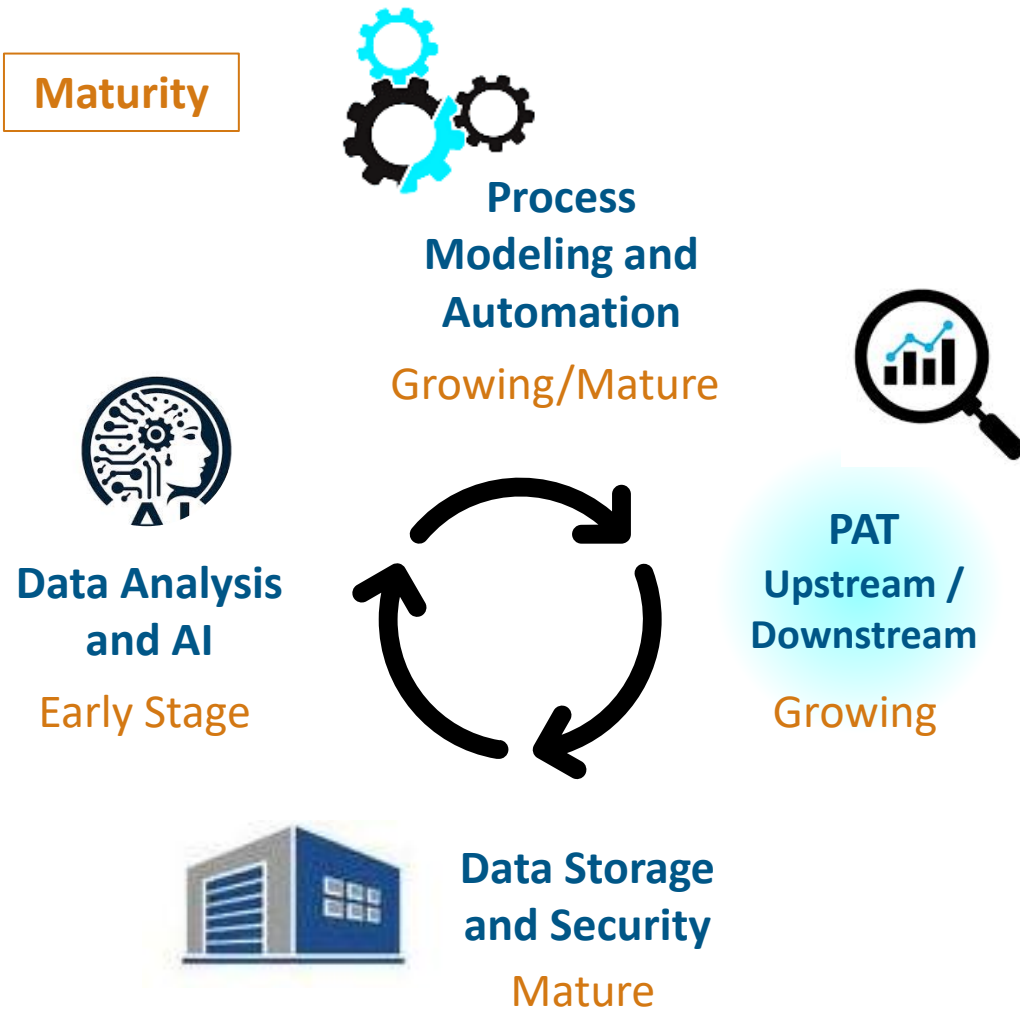 Maturity
Process
Modeling and
Automation
Growing/Mature
PAT
Upstream /
Downstream
Growing
Data Analysis
and AI
Early Stage
Data Storage
and Security
Mature